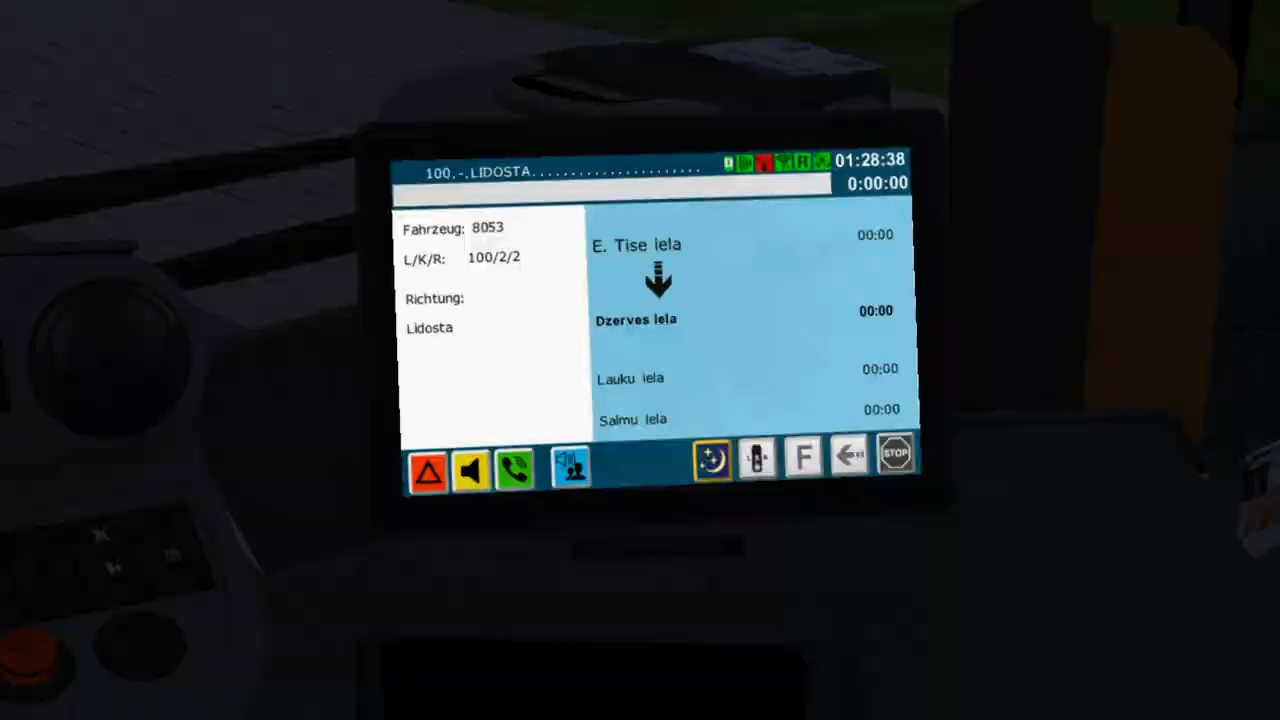 100,-,LIDOSTA......................
01:28:38
0:00:00
Fahrzeug: 8053
L/K/R: 100/2/2
Richtung:
Lidosta
E. Tise iela 00:00
Dzerves iela 00:00
Lauku iela 00:00
Salmu iela 00:00
R
F
STOP